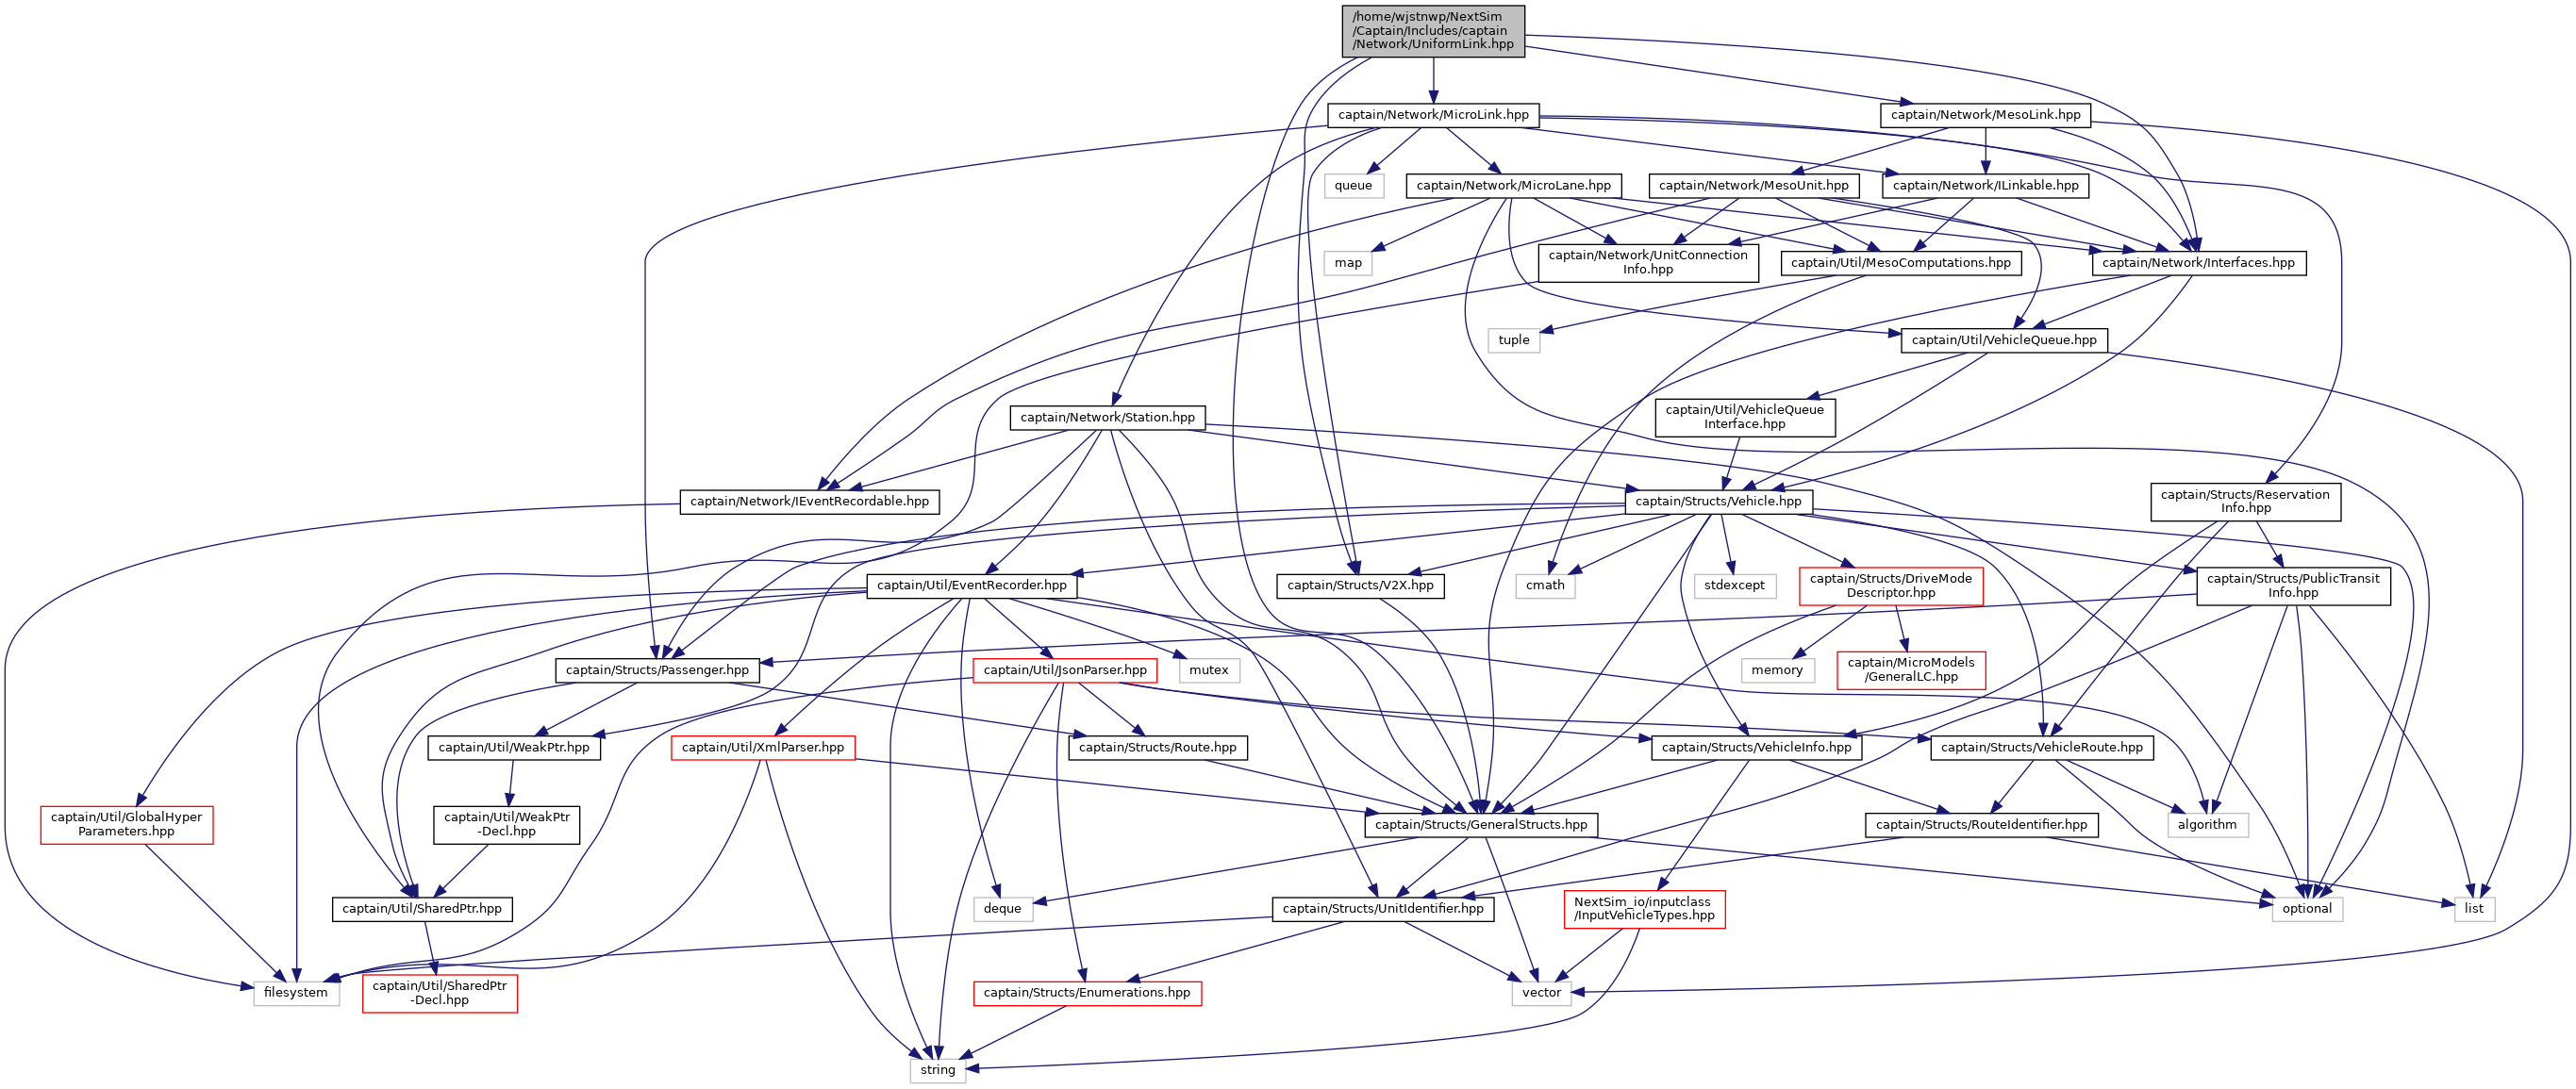 /home/wjstnwp/NextSim
/Captain/Includes/captain
/Network/UniformLink.hpp
captain/Network/MicroLink.hpp
captain/Network/MesoLink.hpp
queue
captain/Network/MicroLane.hpp
captain/Network/MesoUnit.hpp
captain/Network/ILinkable.hpp
map
captain/Network/UnitConnection
Info.hpp
captain/Util/MesoComputations.hpp
captain/Network/Interfaces.hpp
tuple
captain/Util/VehicleQueue.hpp
captain/Network/Station.hpp
captain/Util/VehicleQueue
Interface.hpp
captain/Network/IEventRecordable.hpp
captain/Structs/Vehicle.hpp
captain/Structs/Reservation
Info.hpp
captain/Util/EventRecorder.hpp
captain/Structs/V2X.hpp
cmath
stdexcept
captain/Structs/DriveMode
Descriptor.hpp
captain/Structs/PublicTransit
Info.hpp
captain/Structs/Passenger.hpp
captain/Util/JsonParser.hpp
mutex
memory
captain/MicroModels
/GeneralLC.hpp
captain/Util/WeakPtr.hpp
captain/Util/XmlParser.hpp
captain/Structs/Route.hpp
captain/Structs/VehicleInfo.hpp
captain/Structs/VehicleRoute.hpp
captain/Util/GlobalHyper
Parameters.hpp
captain/Util/WeakPtr
-Decl.hpp
captain/Structs/GeneralStructs.hpp
captain/Structs/RouteIdentifier.hpp
algorithm
captain/Util/SharedPtr.hpp
deque
captain/Structs/UnitIdentifier.hpp
NextSim_io/inputclass
/InputVehicleTypes.hpp
optional
list
filesystem
captain/Util/SharedPtr
-Decl.hpp
captain/Structs/Enumerations.hpp
vector
string